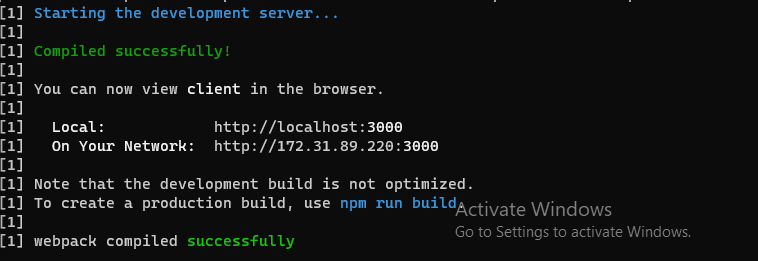 [1] Starting the development server...
[1]
[1] Compiled successfully!
[1]
[1] You can now view client in the browser.
[1]
[1]   Local:            http://localhost:3000
[1]   On Your Network:  http://172.31.89.220:3000
[1]
[1] Note that the development build is not optimized.
[1] To create a production build, use npm run build.
[1]
[1] webpack compiled successfully
Activate Windows
Go to Settings to activate Windows.